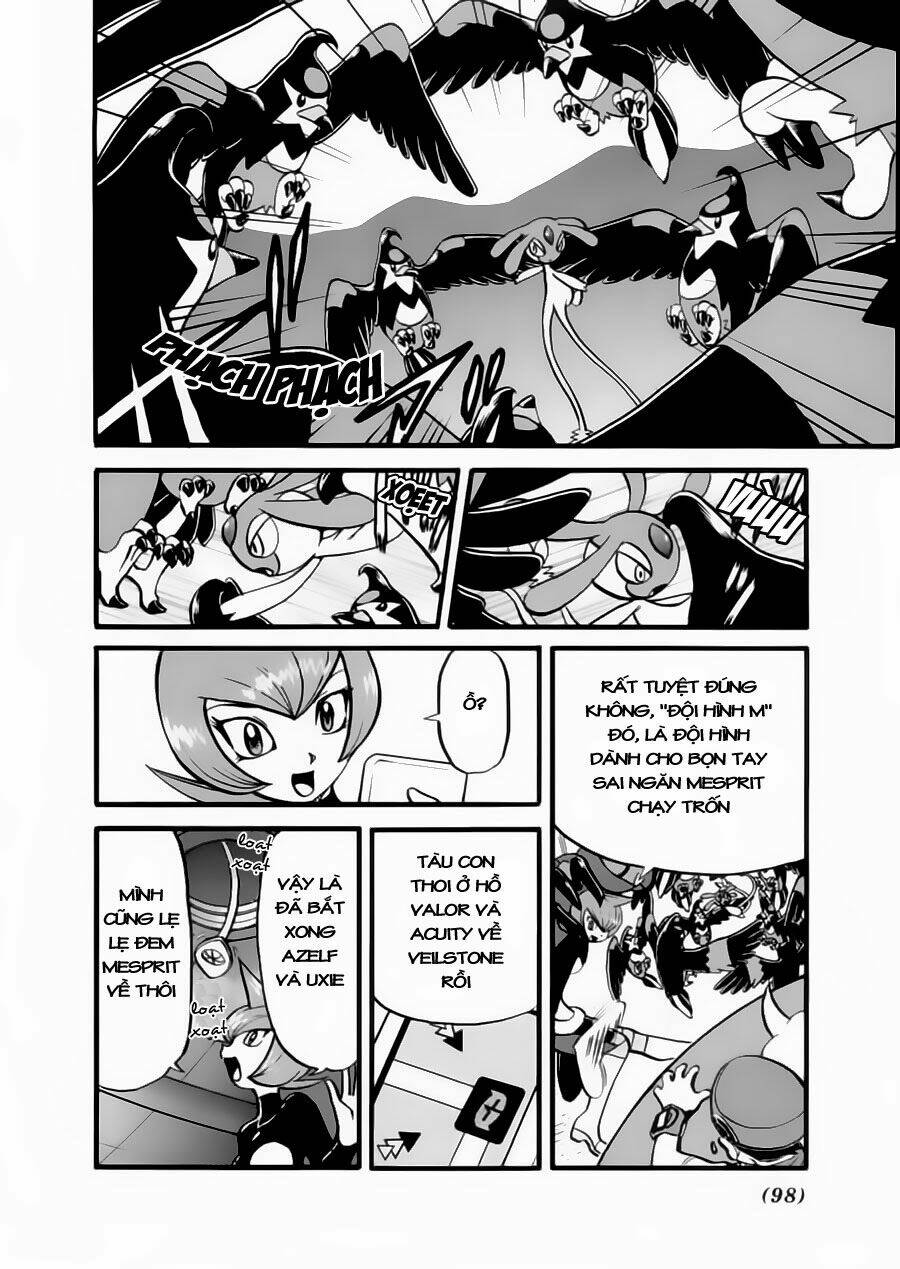 PHẠCH PHẠCH
XOẸET
VÙÙU
RẤT TUYỆT ĐÚNG
KHÔNG, "ĐỘI HÌNH M"
ĐÓ, LÀ ĐỘI HÌNH
DÀNH CHO BỌN TAY
SAI NGĂN MESPRIT
CHẠY TRỐN
Ồ?
TÀU CON
THOI Ở HỒ
VALOR VÀ
ACUITY VỀ
VEILSTONE
RỒI
loạt
xoạt
VẬY LÀ
ĐÃ BẮT
XONG
AZELF
VÀ UXIE
MÌNH
CŨNG LẸ
LẸ ĐEM
MESPRIT
VỀ THÔI
loạt
xoạt
(98)